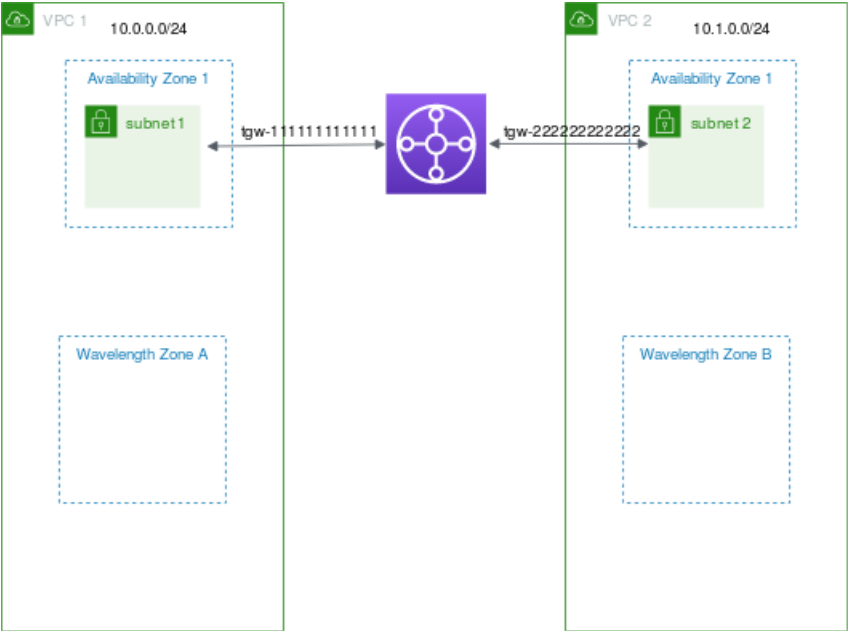 VPC 1
10.0.0.0/24
Availability Zone 1
subnet 1
tgw-111111111111
Wavelength Zone A
tgw-222222222222
VPC 2
10.1.0.0/24
Availability Zone 1
subnet 2
Wavelength Zone B